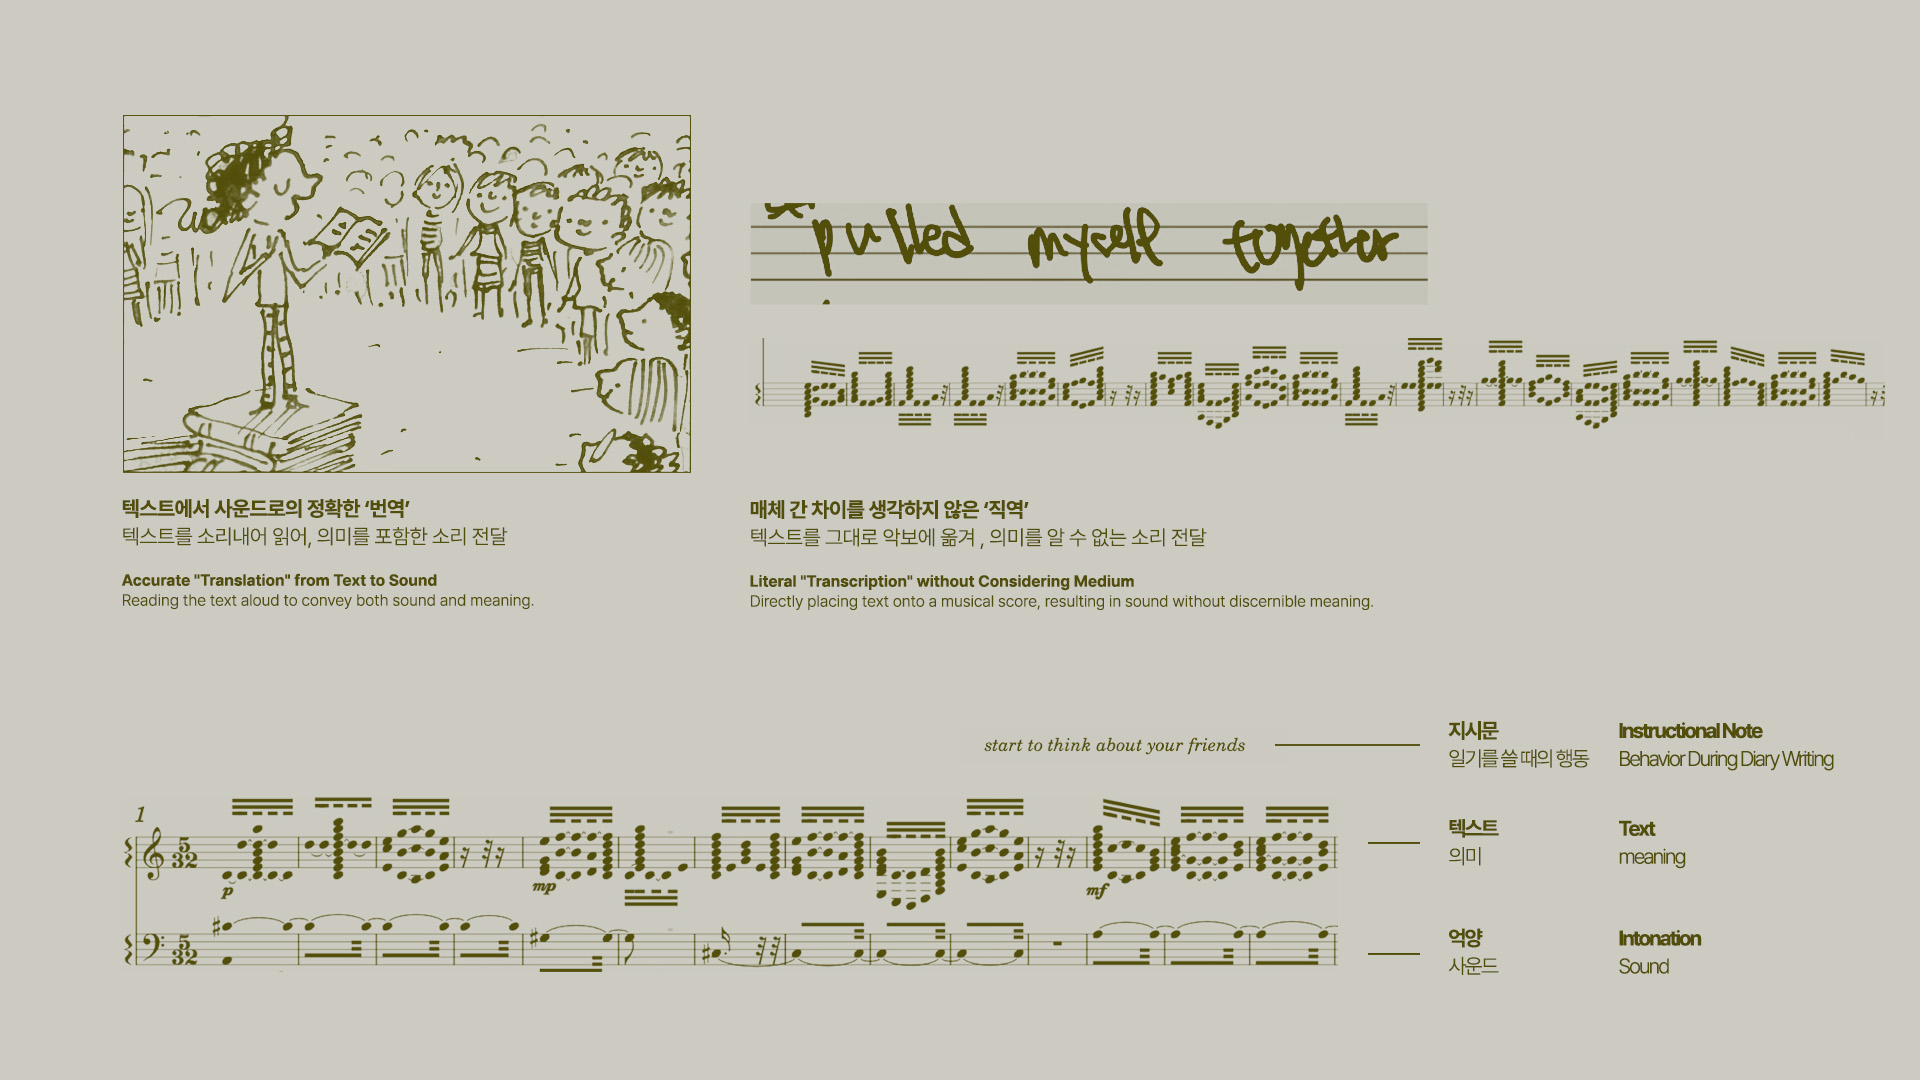 pulled myself together
텍스트에서 사운드로의 정확한 ‘번역’
텍스트를 소리내어 읽어, 의미를 포함한 소리 전달
Accurate "Translation" from Text to Sound
Reading the text aloud to convey both sound and meaning.
매체 간 차이를 생각하지 않은 ‘직역’
텍스트를 그대로 악보에 옮겨 , 의미를 알 수 없는 소리 전달
Literal "Transcription" without Considering Medium
Directly placing text onto a musical score, resulting in sound without discernible meaning.
start to think about your friends
지시문 Instructional Note
일기를 쓸 때의 행동 Behavior During Diary Writing
1
5
32
p mp mf
텍스트 Text
의미 meaning
5
32
억양 Intonation
사운드 Sound